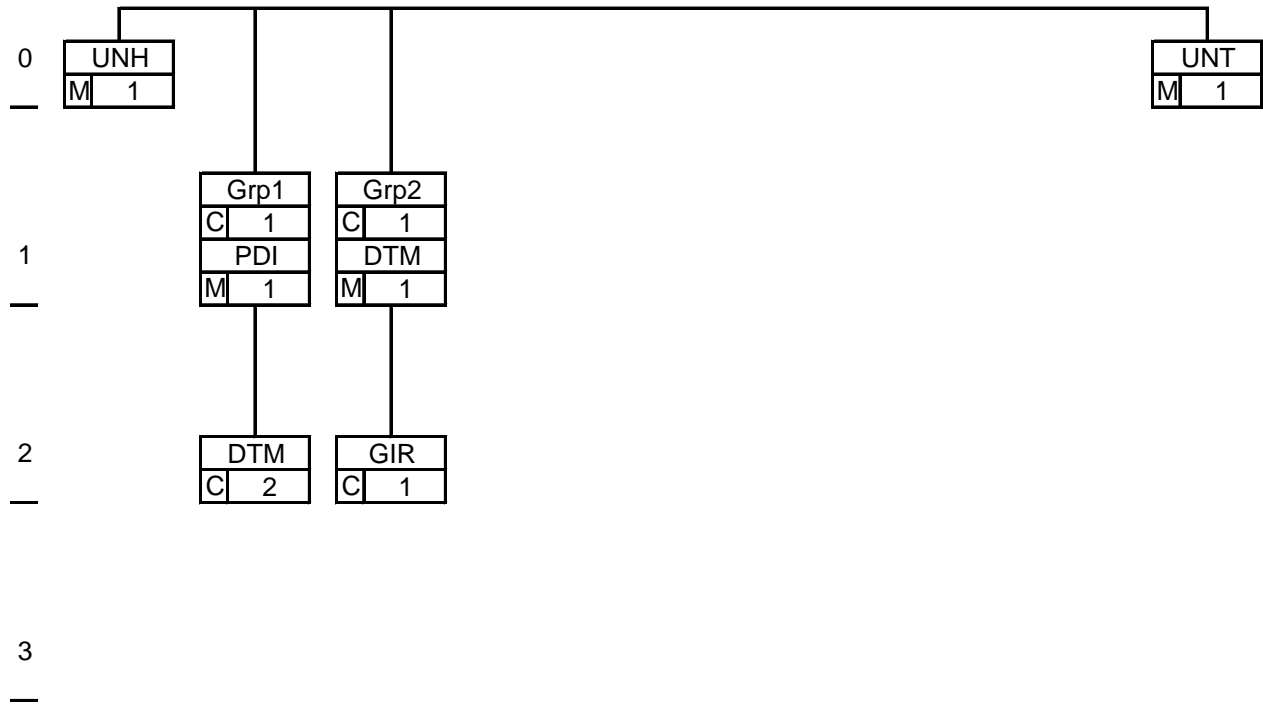 0 UNH UNT
M 1 M 1
Grp1 Grp2
C 1 C 1
1 PDI DTM
M 1 M 1
2 DTM GIR
C 2 C 1
3